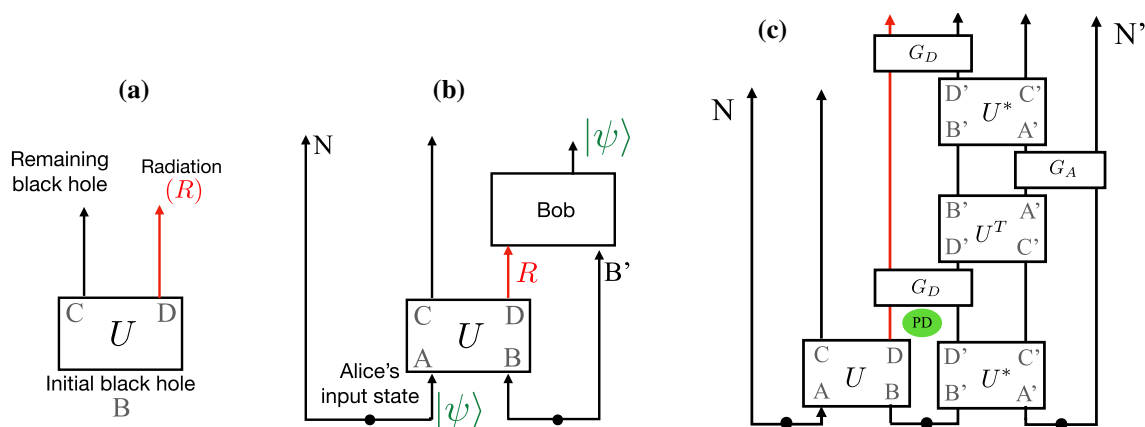 (a)
Remaining
black hole
Radiation
(R)
C
D
U
Initial black hole
B
(b)
N
|ψ⟩
Bob
R
B'
C
D
U
A
B
Alice's
input state
|ψ⟩
(c)
N'
G_D
D'
C'
U*
B'
A'
N
G_A
B'
A'
U^T
D'
C'
G_D
PD
C
D
U
A
B
D'
C'
U*
B'
A'